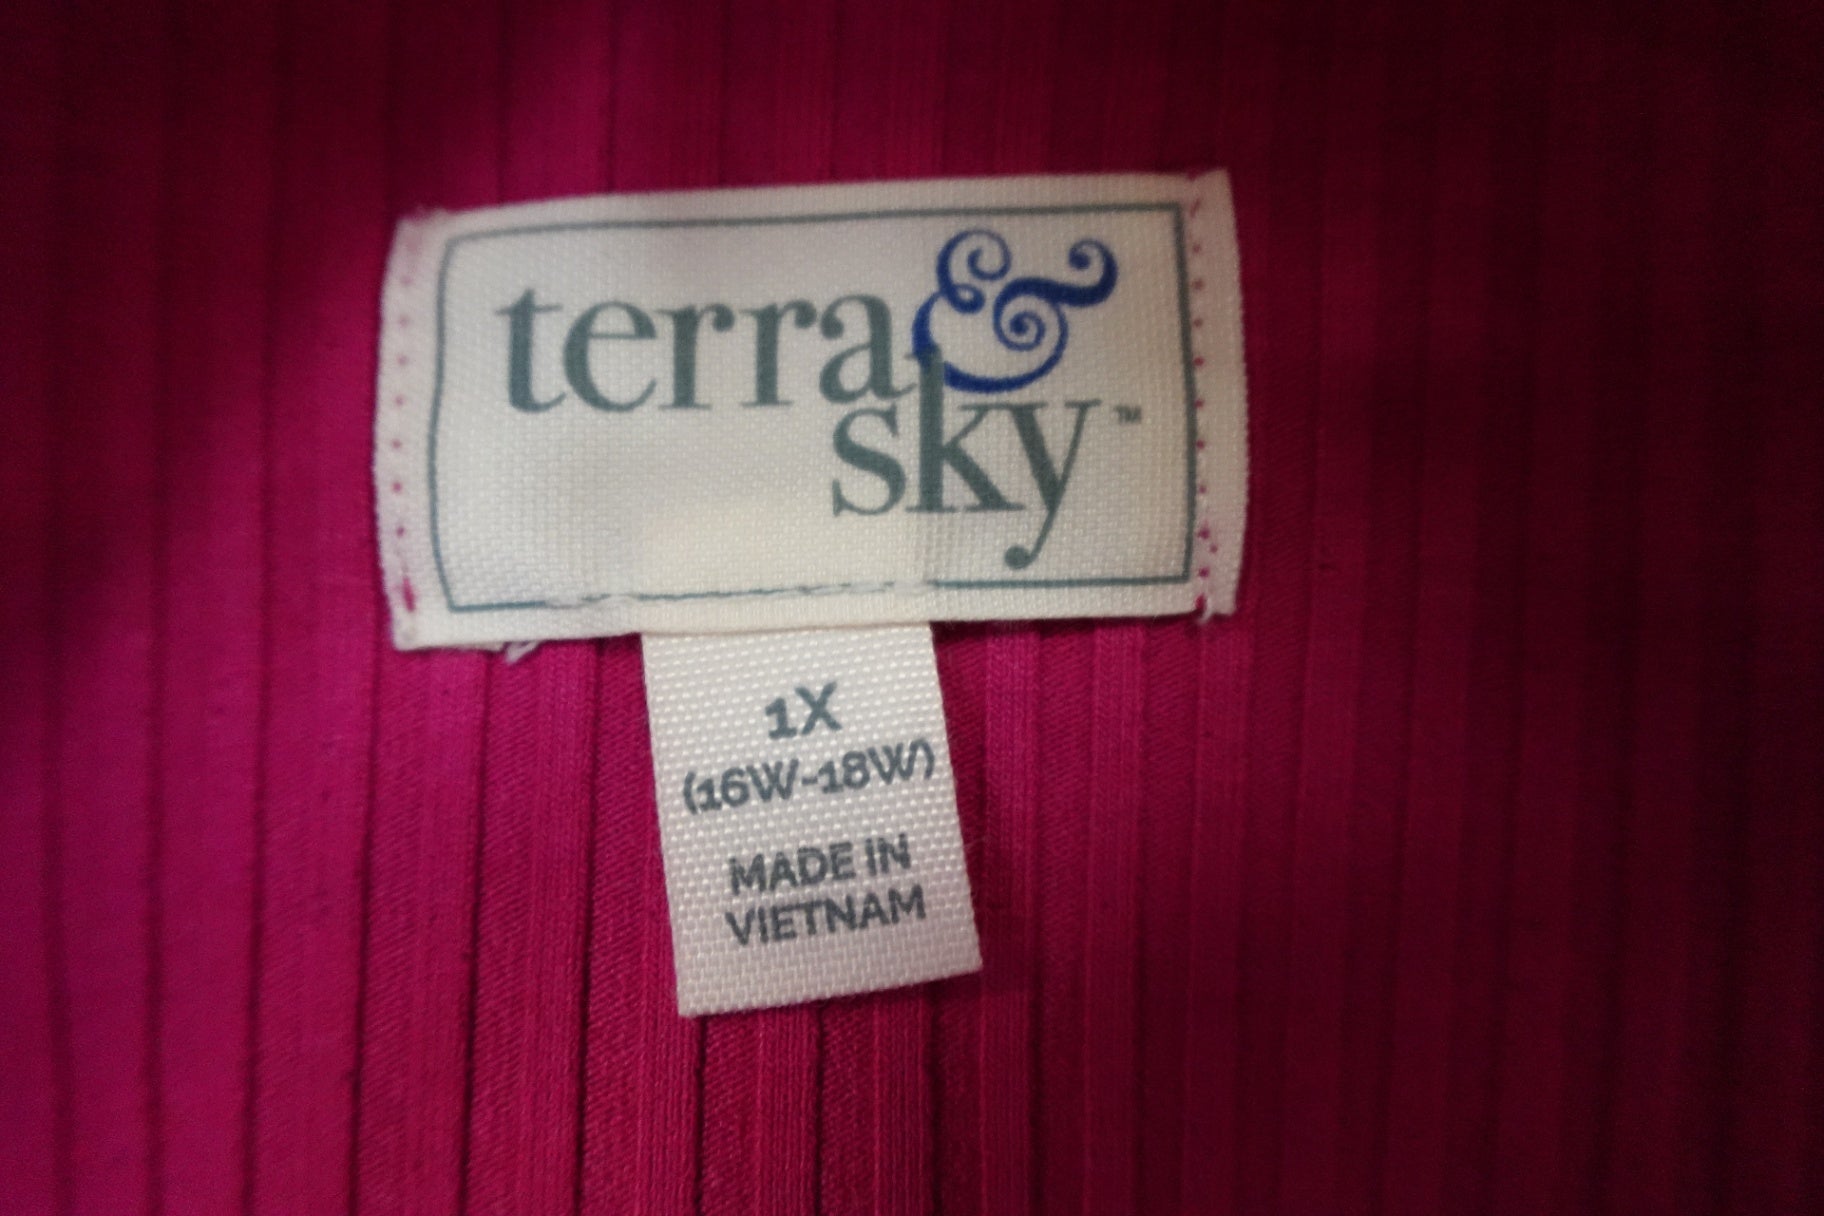 terra &
sky™
1X
(16W-18W)
MADE IN
VIETNAM